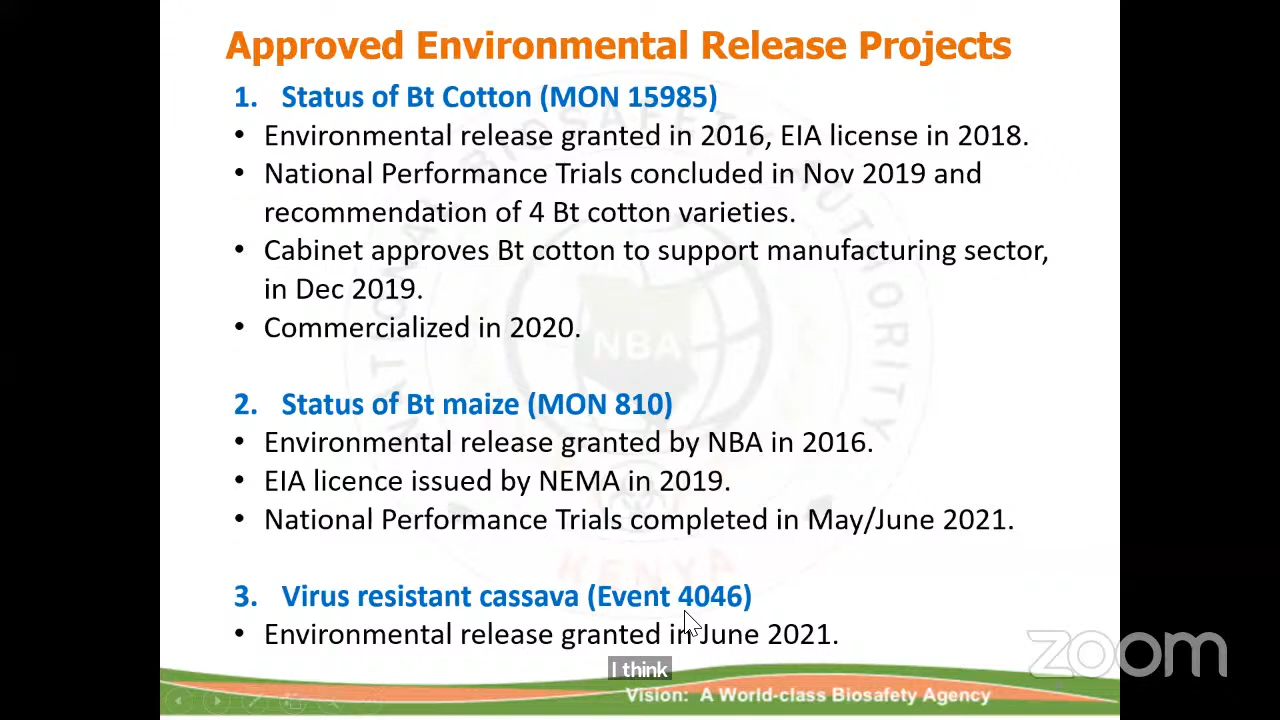 Approved Environmental Release Projects
1. Status of Bt Cotton (MON 15985)
• Environmental release granted in 2016, EIA license in 2018.
• National Performance Trials concluded in Nov 2019 and
recommendation of 4 Bt cotton varieties.
• Cabinet approves Bt cotton to support manufacturing sector,
in Dec 2019.
• Commercialized in 2020.
NATIONAL BIOSAFETY AUTHORITY
NBA
2. Status of Bt maize (MON 810)
• Environmental release granted by NBA in 2016.
• EIA licence issued by NEMA in 2019.
• National Performance Trials completed in May/June 2021.
KENYA
3. Virus resistant cassava (Event 4046)
• Environmental release granted in June 2021.
zoom
I think
Vision: A World-class Biosafety Agency